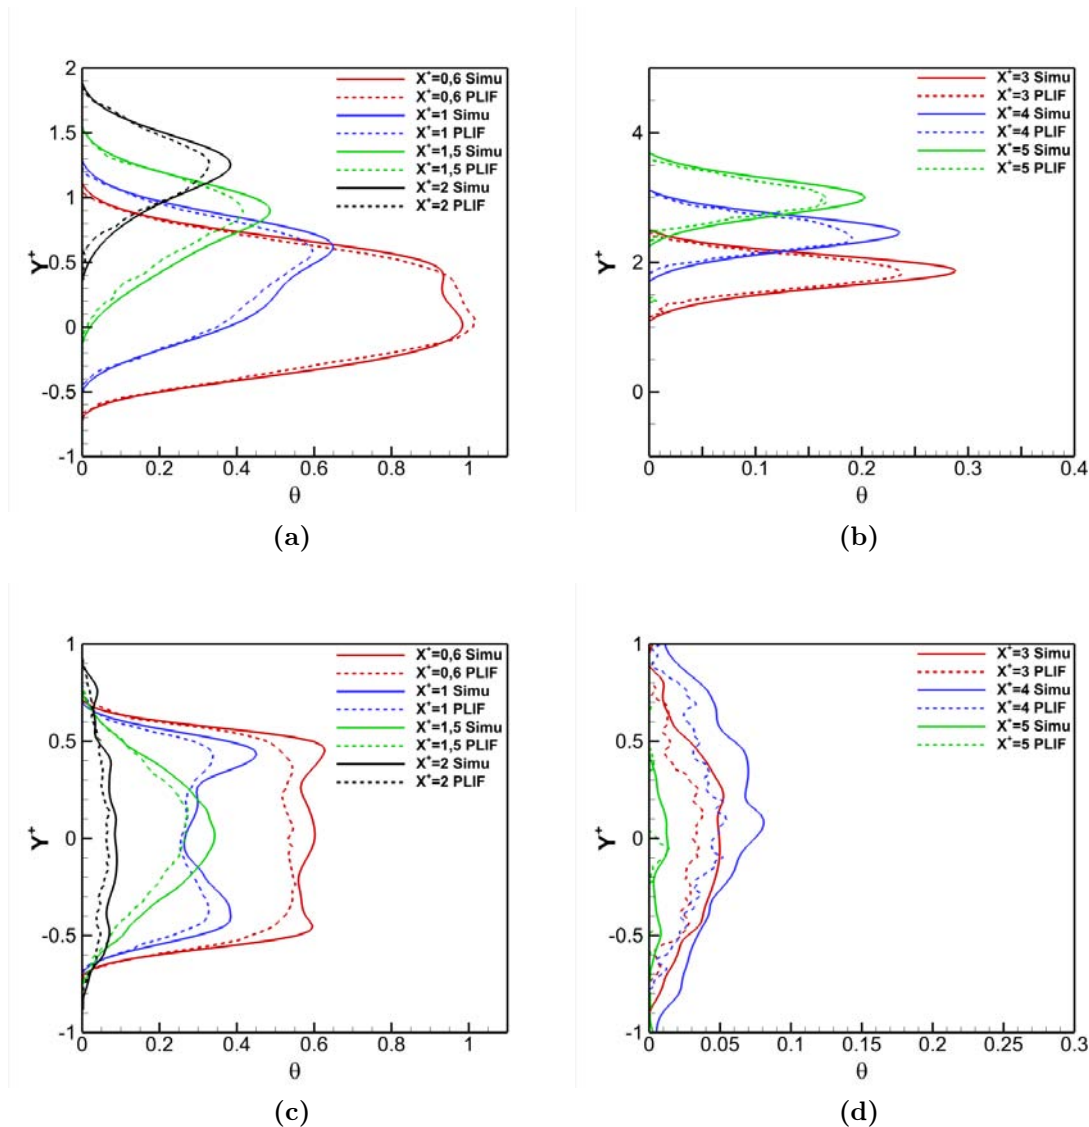 2
1.5
1
0.5
0
-0.5
-1
Y⁺
0 0.2 0.4 0.6 0.8 1
θ
X⁺=0,6 Simu
X⁺=0,6 PLIF
X⁺=1 Simu
X⁺=1 PLIF
X⁺=1,5 Simu
X⁺=1,5 PLIF
X⁺=2 Simu
X⁺=2 PLIF
(a)
4
2
0
Y⁺
0 0.1 0.2 0.3 0.4
θ
X⁺=3 Simu
X⁺=3 PLIF
X⁺=4 Simu
X⁺=4 PLIF
X⁺=5 Simu
X⁺=5 PLIF
(b)
1
0.5
0
-0.5
-1
Y⁺
0 0.2 0.4 0.6 0.8 1
θ
X⁺=0,6 Simu
X⁺=0,6 PLIF
X⁺=1 Simu
X⁺=1 PLIF
X⁺=1,5 Simu
X⁺=1,5 PLIF
X⁺=2 Simu
X⁺=2 PLIF
(c)
1
0.5
0
-0.5
-1
Y⁺
0 0.05 0.1 0.15 0.2 0.25 0.3
θ
X⁺=3 Simu
X⁺=3 PLIF
X⁺=4 Simu
X⁺=4 PLIF
X⁺=5 Simu
X⁺=5 PLIF
(d)